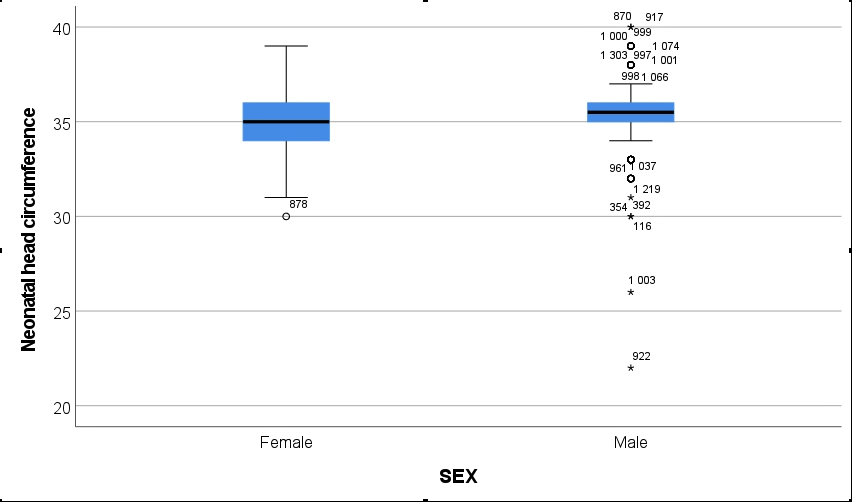 Neonatal head circumference
40
35
30
25
20
878
870 917
1 000 999
1 074
1 303 997
1 001
998 1 066
961 1 037
1 219
354 392
116
1 003
922
Female Male
SEX